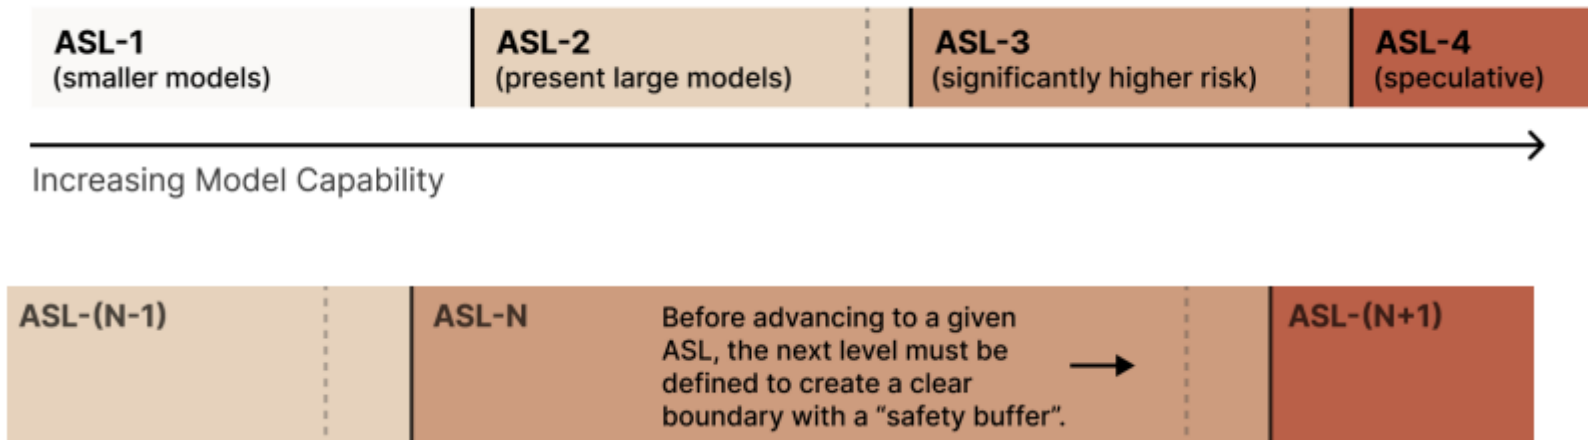 ASL-1
(smaller models)
ASL-2
(present large models)
ASL-3
(significantly higher risk)
ASL-4
(speculative)
Increasing Model Capability
ASL-(N-1)
ASL-N
Before advancing to a given
ASL, the next level must be
defined to create a clear
boundary with a “safety buffer”.
ASL-(N+1)